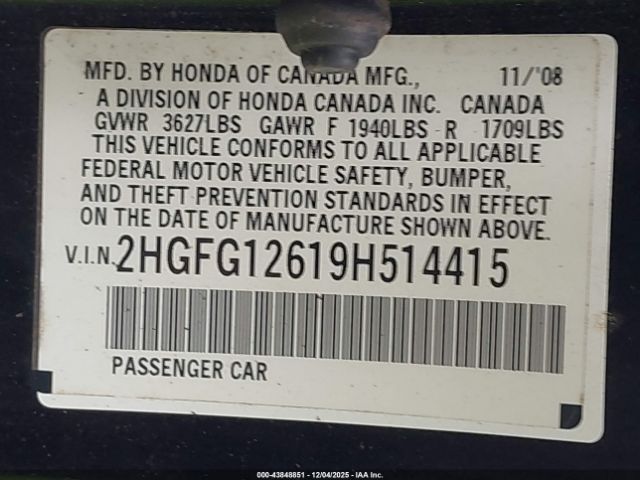 MFD. BY HONDA OF CANADA MFG., 11/'08
A DIVISION OF HONDA CANADA INC. CANADA
GVWR 3627LBS GAWR F 1940LBS R 1709LBS
THIS VEHICLE CONFORMS TO ALL APPLICABLE
FEDERAL MOTOR VEHICLE SAFETY, BUMPER,
AND THEFT PREVENTION STANDARDS IN EFFECT
ON THE DATE OF MANUFACTURE SHOWN ABOVE.
V.I.N. 2HGFG12619H514415
PASSENGER CAR
000-43848851 - 12/04/2025 - IAA Inc.